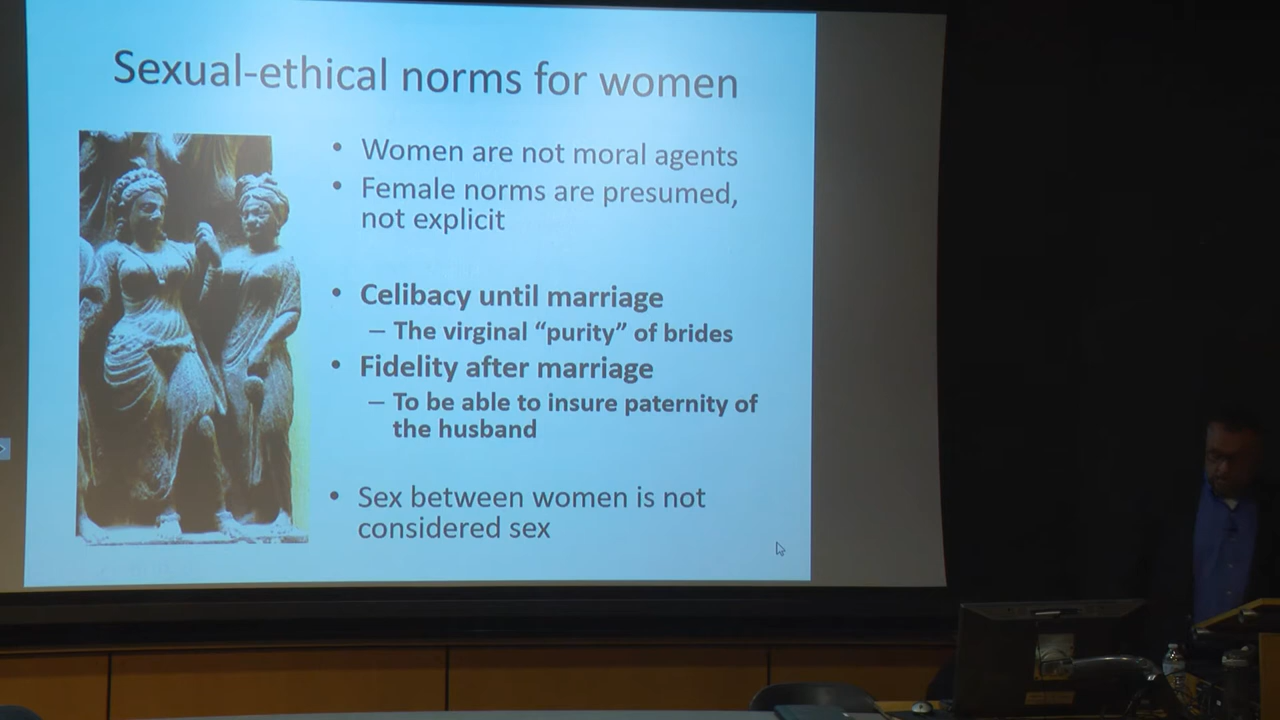 Sexual-ethical norms for women
• Women are not moral agents
• Female norms are presumed,
not explicit
• Celibacy until marriage
– The virginal “purity” of brides
• Fidelity after marriage
– To be able to insure paternity of
the husband
• Sex between women is not
considered sex